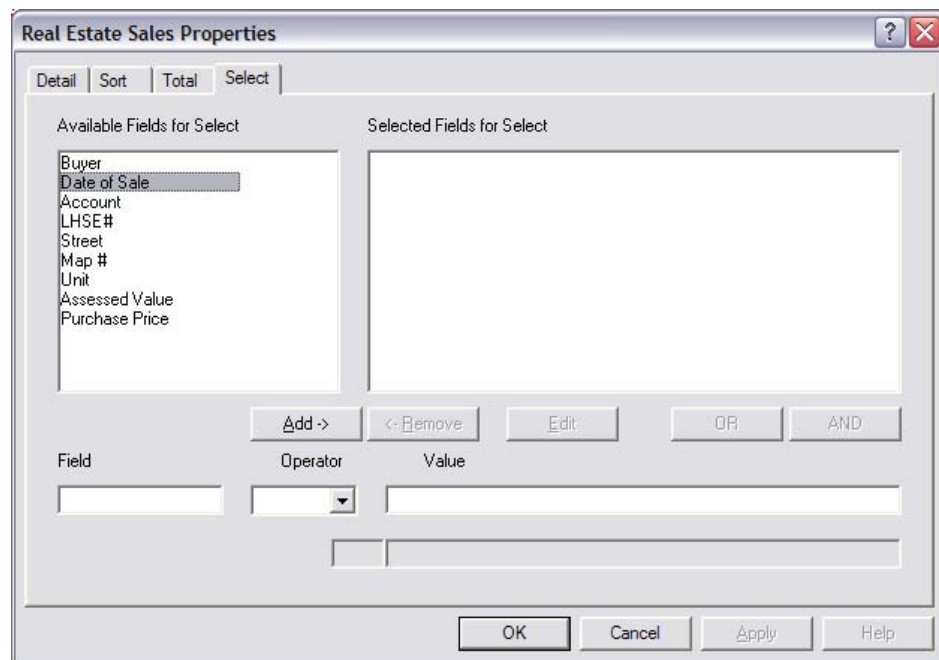 Real Estate Sales Properties
?
Detail Sort Total Select
Available Fields for Select Selected Fields for Select
Buyer
Date of Sale
Account
LHSE#
Street
Map #
Unit
Assessed Value
Purchase Price
Add -> <- Remove Edit OR AND
Field Operator Value
OK Cancel Apply Help